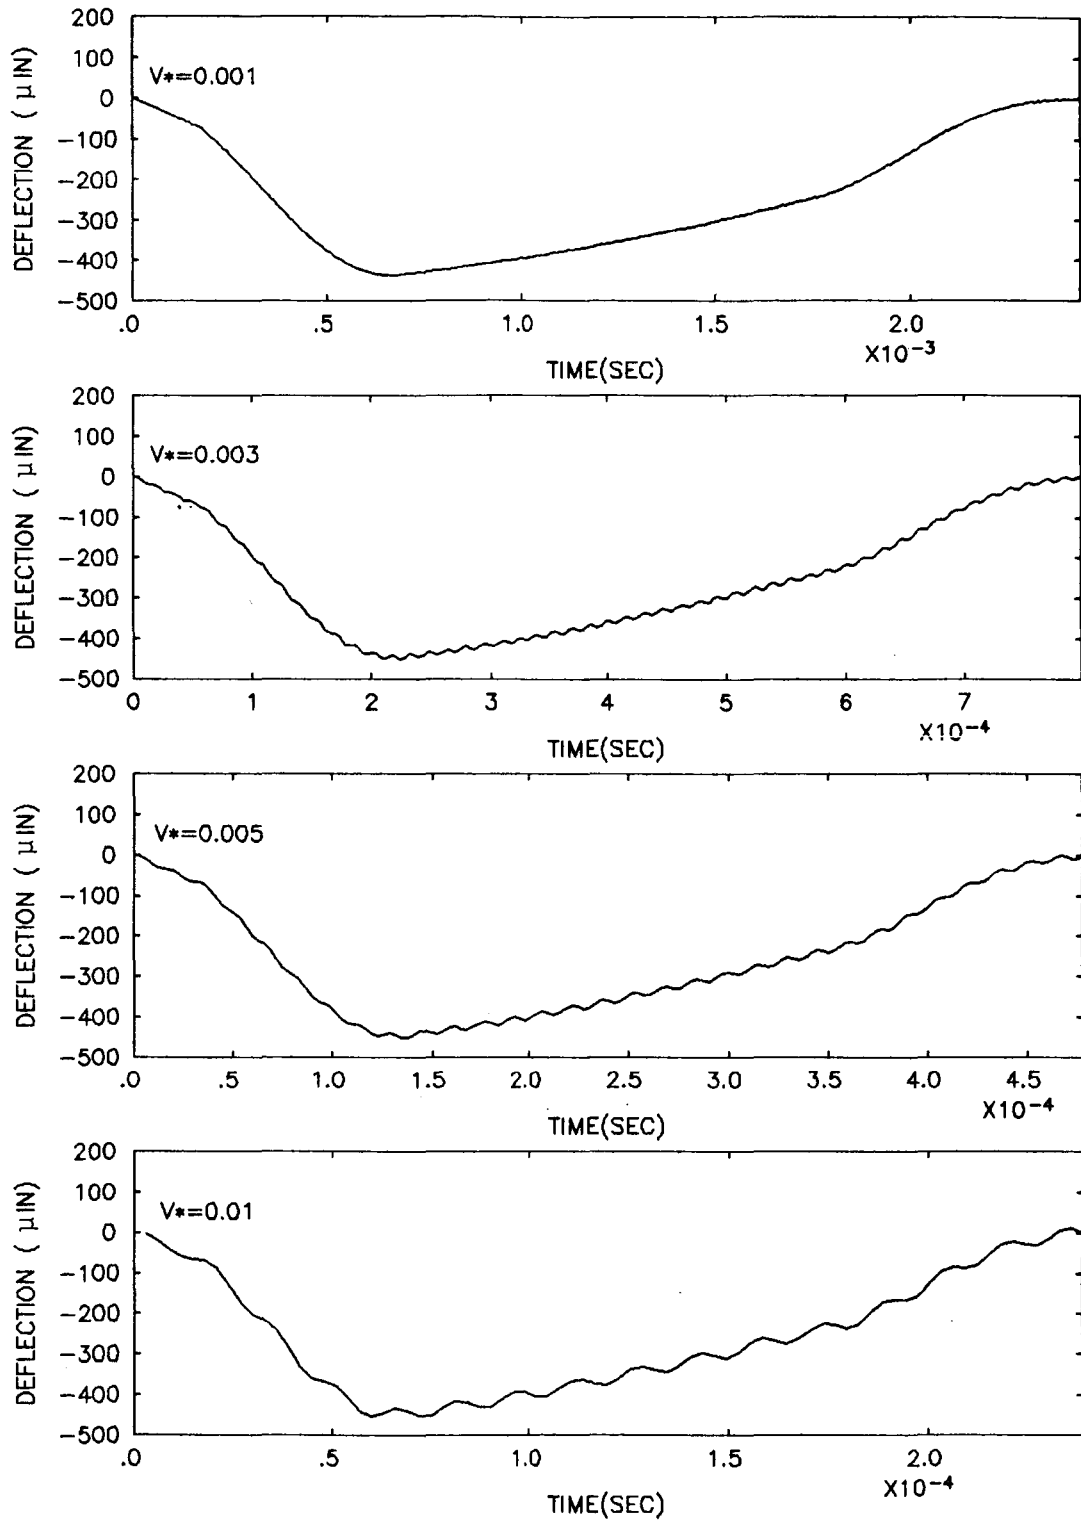 200
100
0
-100
-200
-300
-400
-500
DEFLECTION ( μ IN)
V*=0.001
.0 .5 1.0 1.5 2.0
X10-3
TIME(SEC)
200
100
0
-100
-200
-300
-400
-500
DEFLECTION ( μ IN)
V*=0.003
0 1 2 3 4 5 6 7
X10-4
TIME(SEC)
200
100
0
-100
-200
-300
-400
-500
DEFLECTION ( μ IN)
V*=0.005
.0 .5 1.0 1.5 2.0 2.5 3.0 3.5 4.0 4.5
X10-4
TIME(SEC)
200
100
0
-100
-200
-300
-400
-500
DEFLECTION ( μ IN)
V*=0.01
.0 .5 1.0 1.5 2.0
X10-4
TIME(SEC)